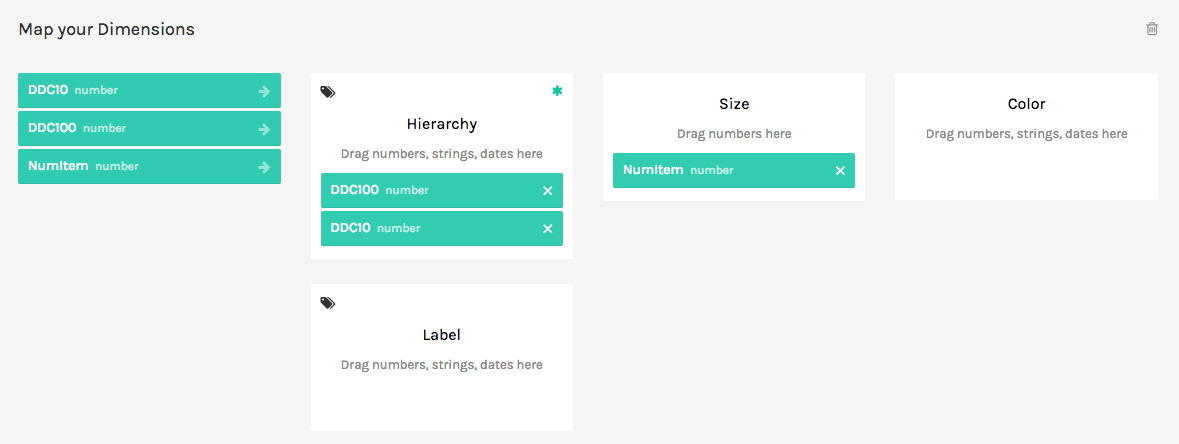 Map your Dimensions
DDC10 number
DDC100 number
NumItem number
Hierarchy
Drag numbers, strings, dates here
DDC100 number
DDC10 number
Label
Drag numbers, strings, dates here
Size
Drag numbers here
NumItem number
Color
Drag numbers, strings, dates here